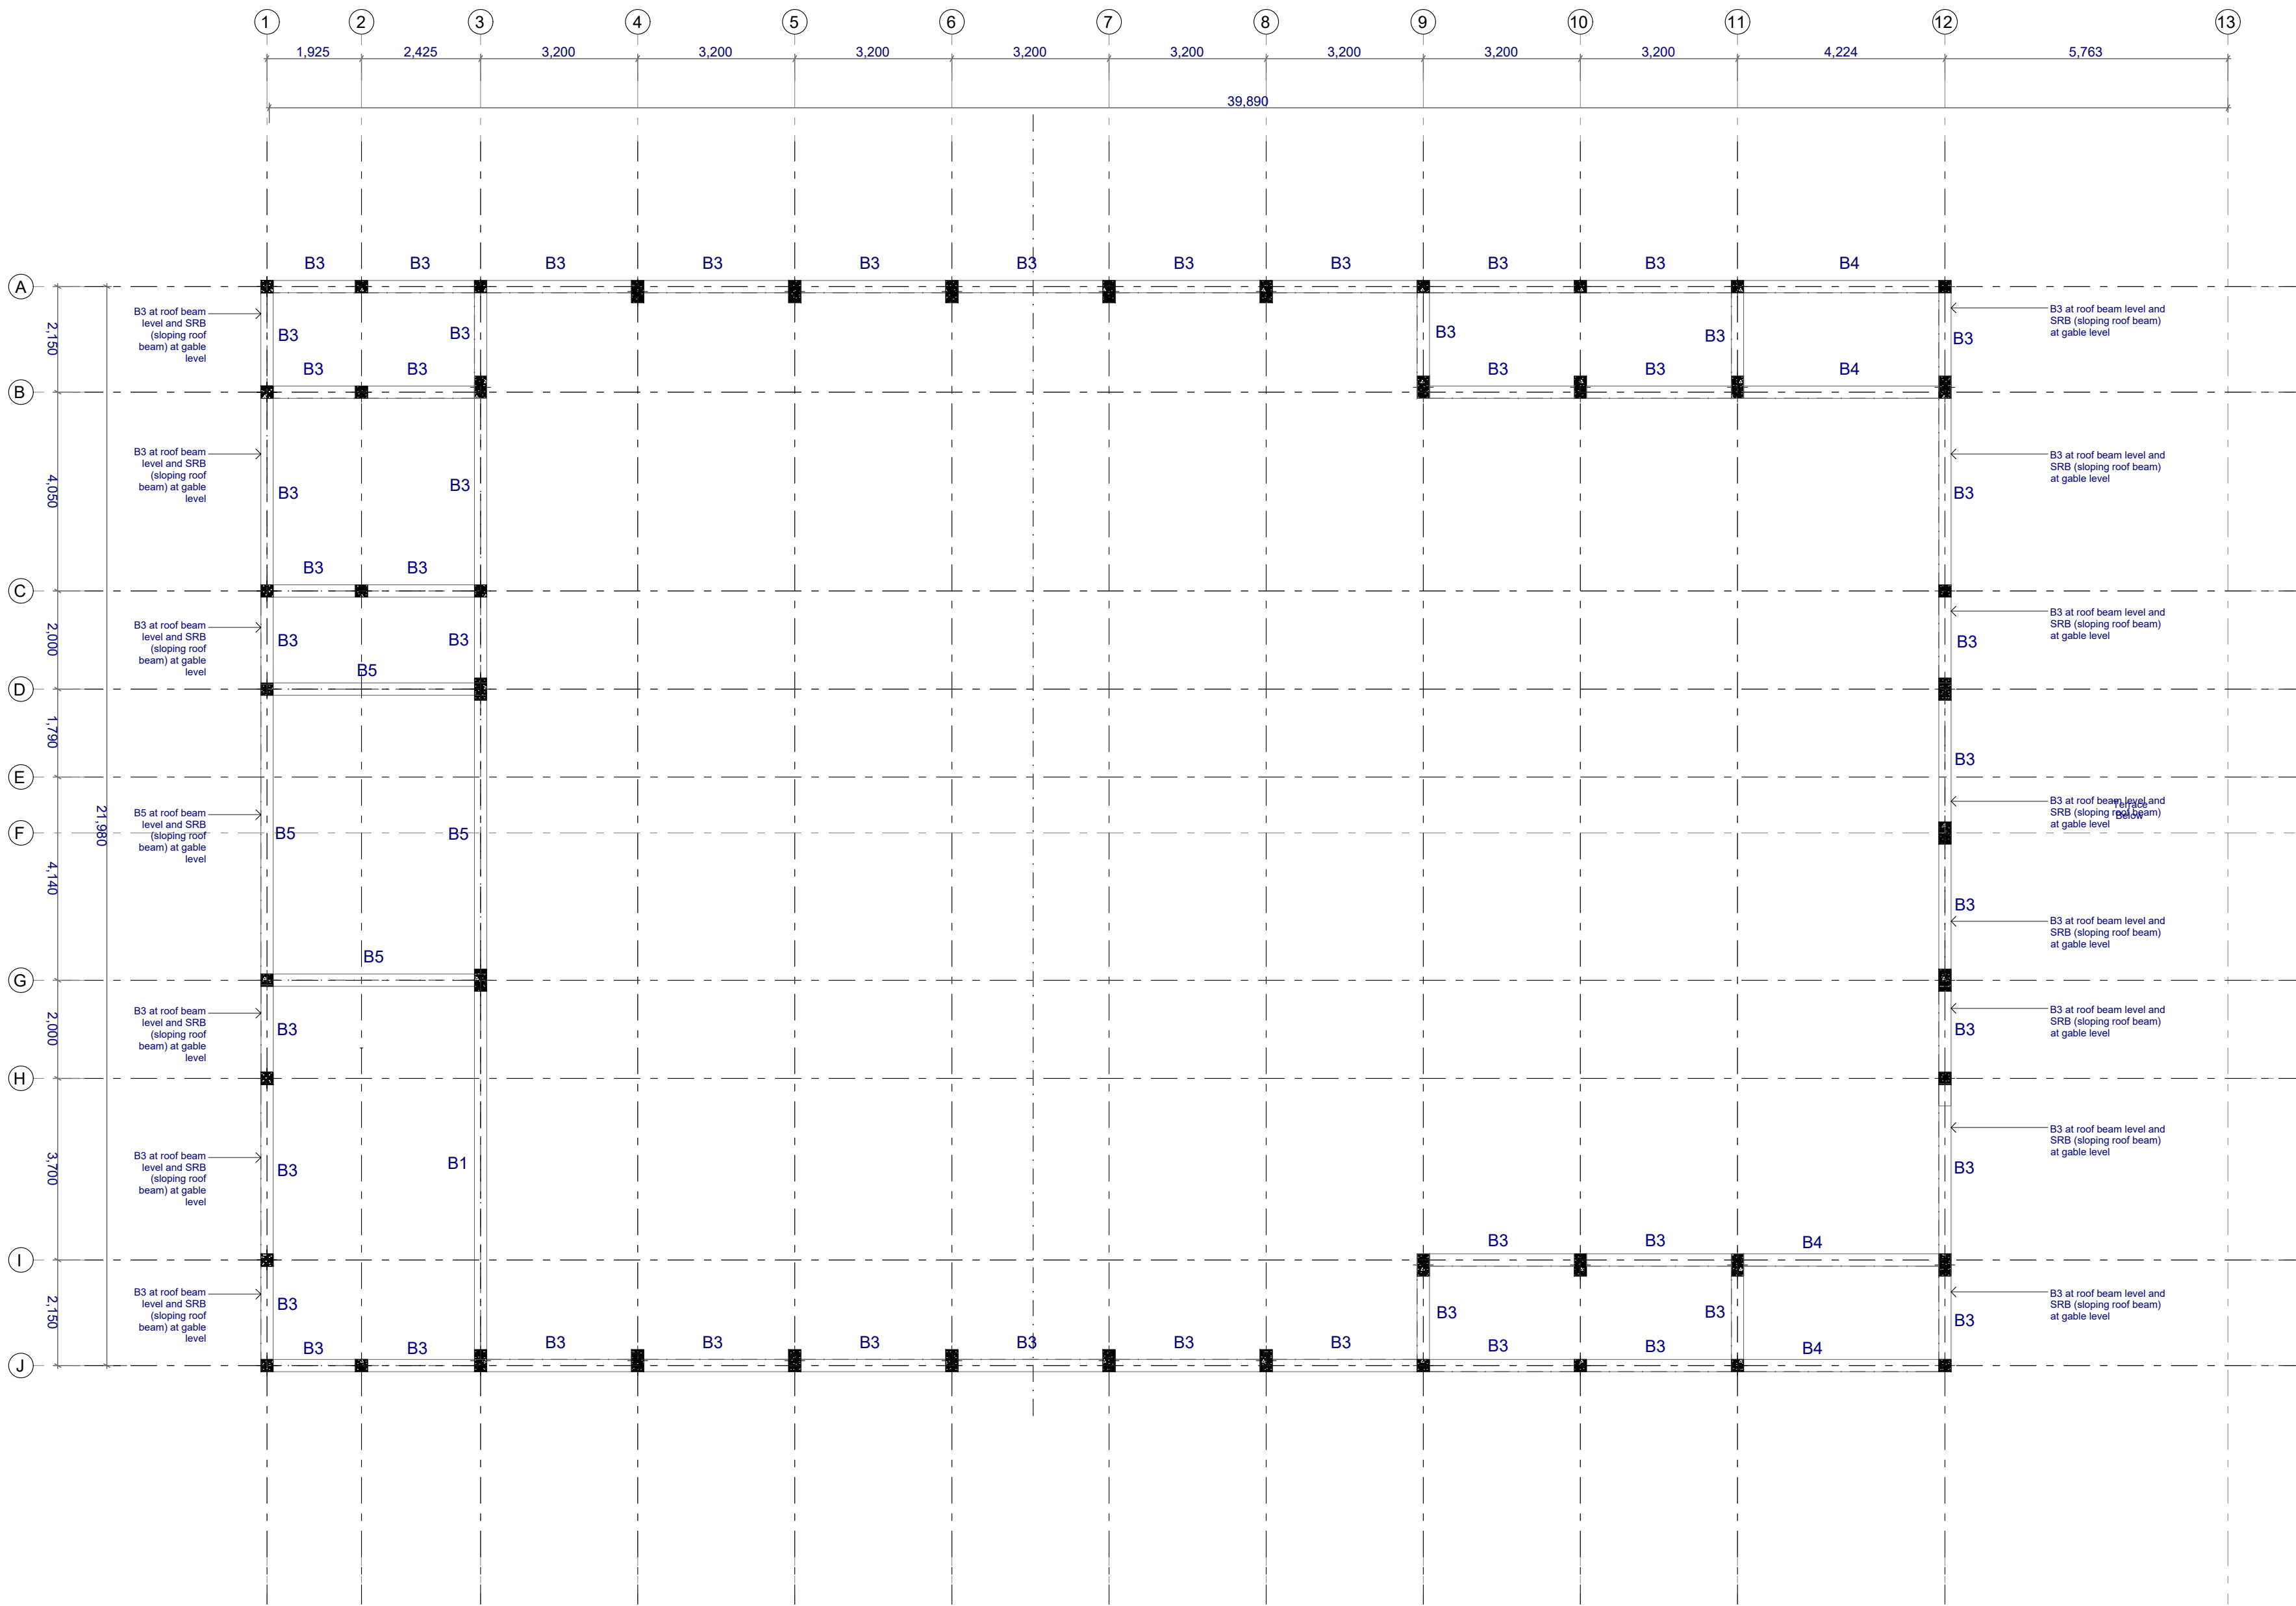 1 2 3 4 5 6 7 8 9 10 11 12 13
1,925 2,425 3,200 3,200 3,200 3,200 3,200 3,200 3,200 3,200 4,224 5,763
39,890
B3 B3 B3 B3 B3 B3 B3 B3 B3 B3 B4
A
B3 at roof beam
level and SRB
(sloping roof
beam) at gable
level
2,150
B3 B3 B3 B3 B3
B3 at roof beam level and
SRB (sloping roof beam)
at gable level
B3 B3 B3 B3 B4
B
B3 at roof beam
level and SRB
(sloping roof
beam) at gable
level
4,050
B3 B3 B3
B3 at roof beam level and
SRB (sloping roof beam)
at gable level
B3 B3
C
B3 at roof beam
level and SRB
(sloping roof
beam) at gable
level
2,000
B3 B3 B3
B3 at roof beam level and
SRB (sloping roof beam)
at gable level
B5
D
1,790
B3
E
21,980
B5 at roof beam
level and SRB
(sloping roof
beam) at gable
level
B5 B5
B3 at roof beam level and
SRB (sloping roof beam)
at gable level
Terrace
Below
F
4,140
B3
B3 at roof beam level and
SRB (sloping roof beam)
at gable level
B5
G
B3 at roof beam
level and SRB
(sloping roof
beam) at gable
level
2,000
B3 B3
B3 at roof beam level and
SRB (sloping roof beam)
at gable level
H
B3 at roof beam
level and SRB
(sloping roof
beam) at gable
level
3,700
B3 B1 B3
B3 at roof beam level and
SRB (sloping roof beam)
at gable level
B3 B3 B4
I
B3 at roof beam
level and SRB
(sloping roof
beam) at gable
level
2,150
B3 B3 B3 B3
B3 at roof beam level and
SRB (sloping roof beam)
at gable level
B3 B3 B3 B3 B3 B3 B3 B3 B3 B3 B4
J